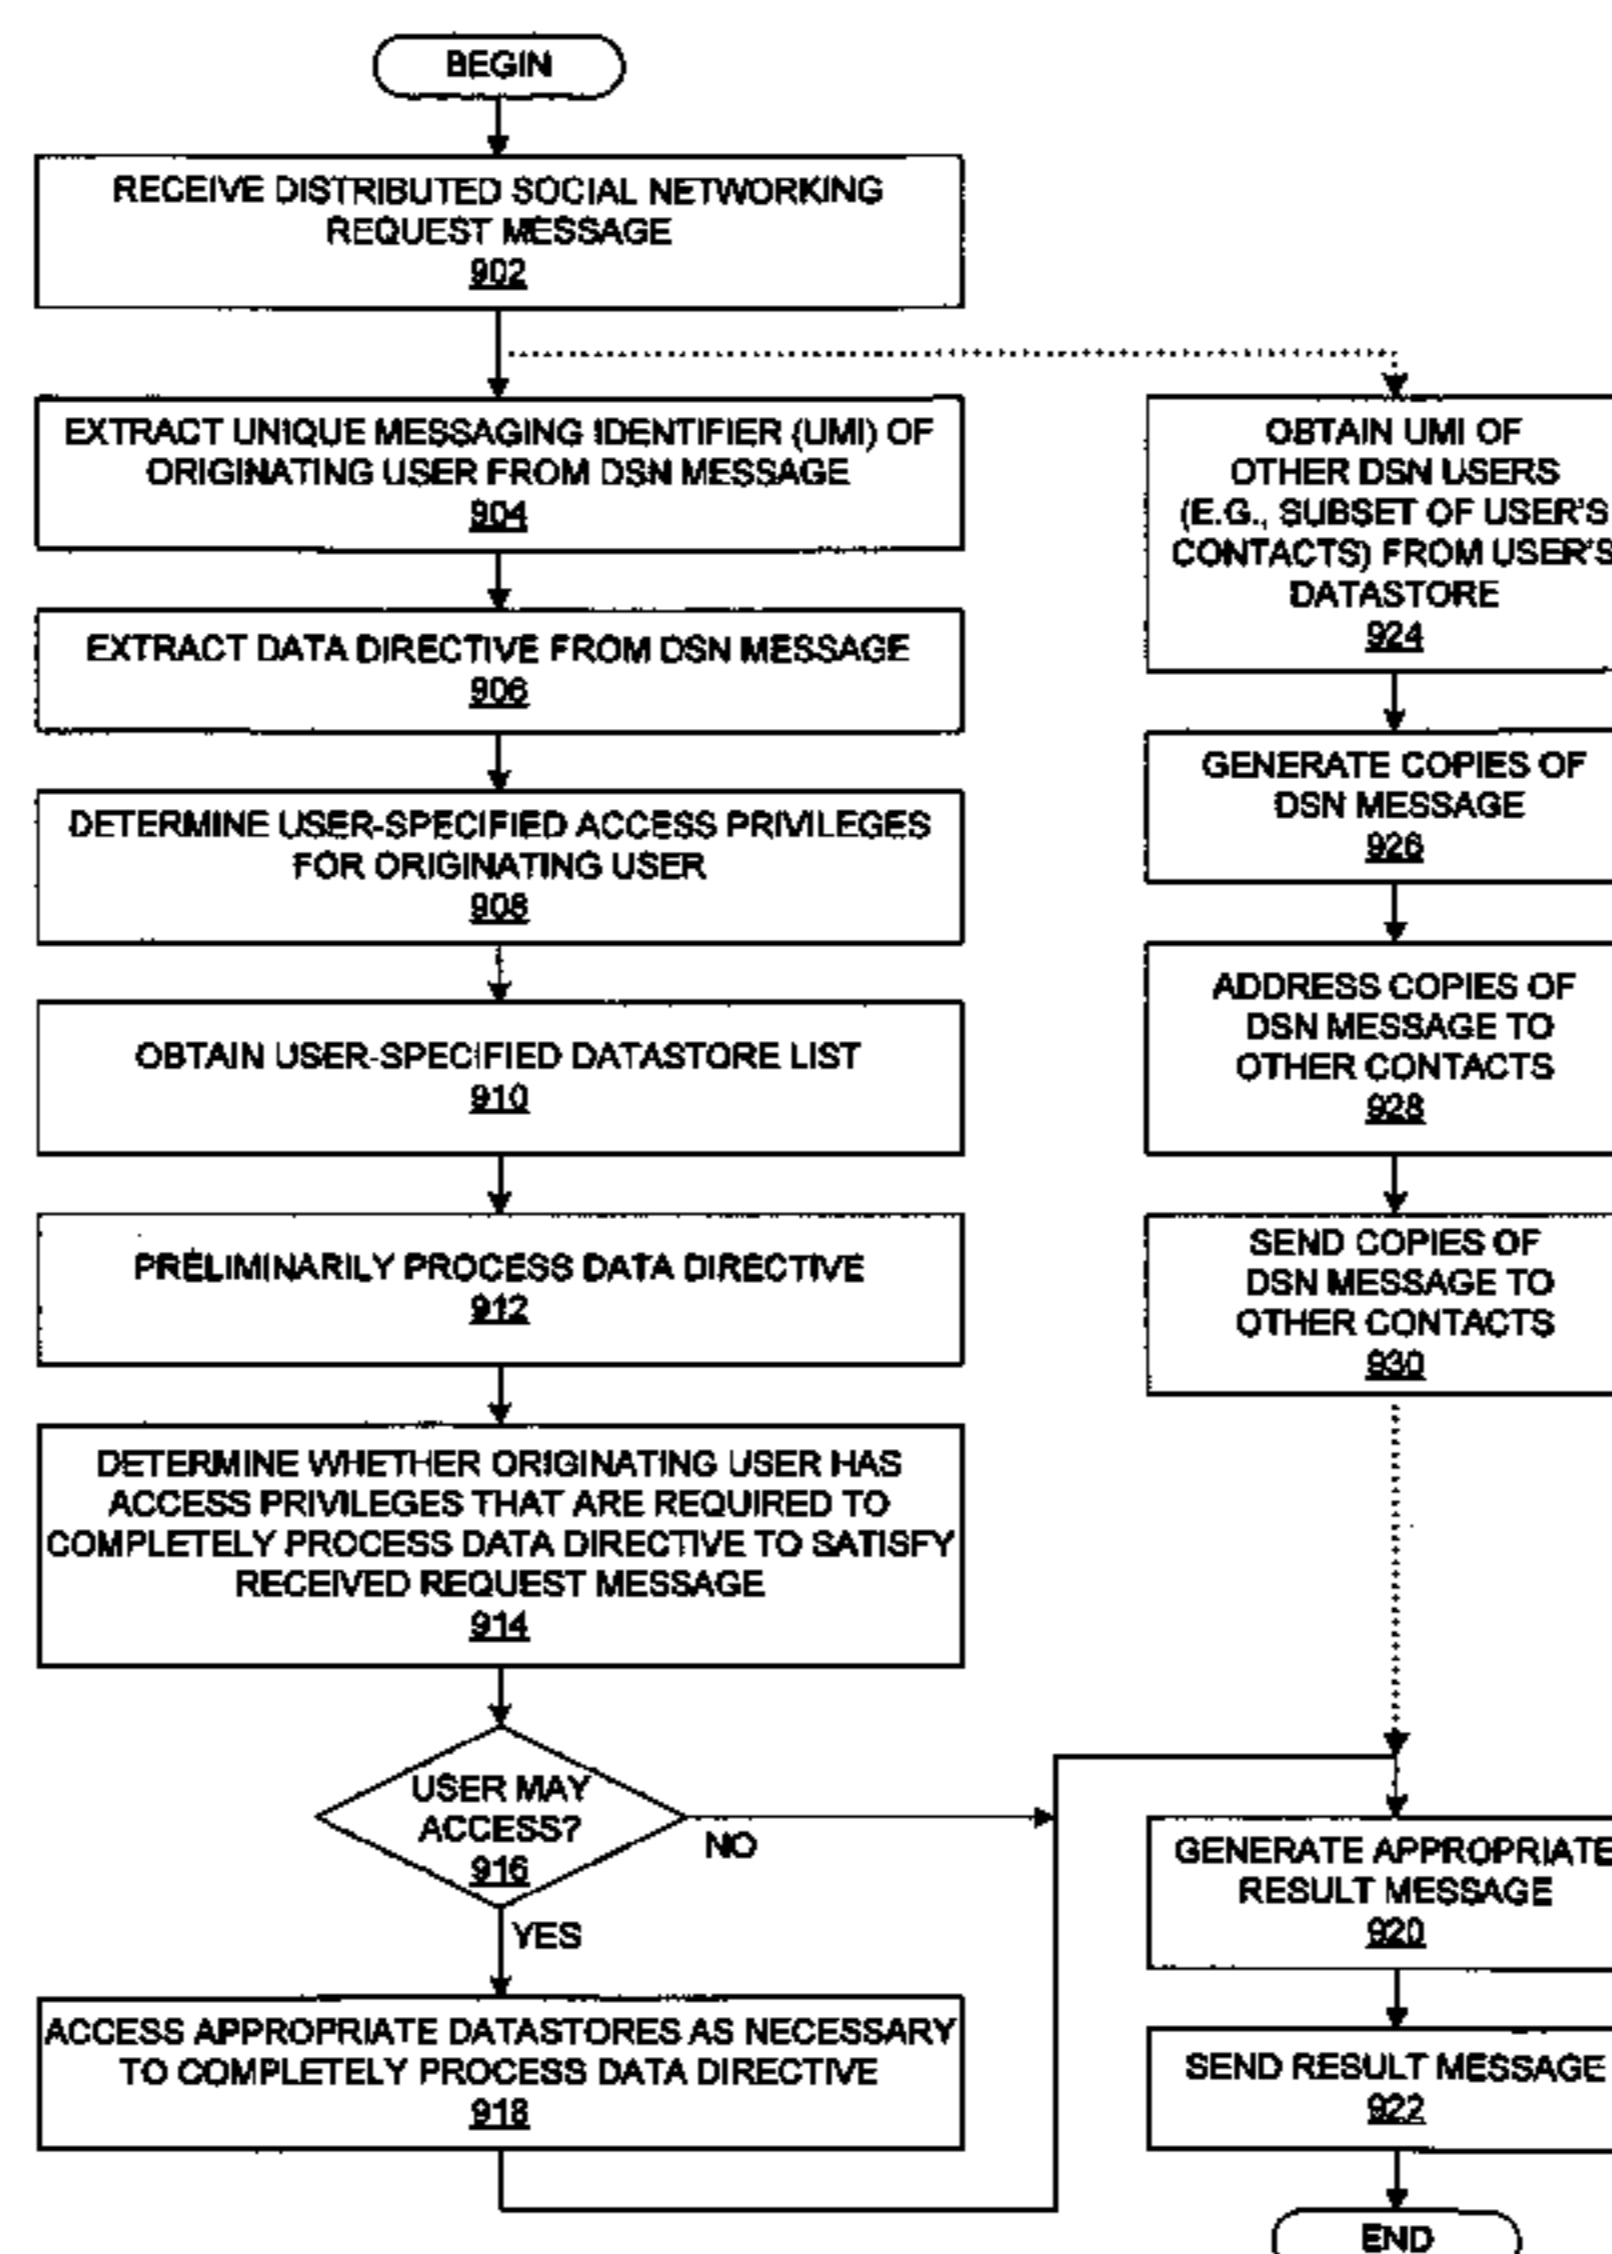 BEGIN
RECEIVE DISTRIBUTED SOCIAL NETWORKING
REQUEST MESSAGE
902
EXTRACT UNIQUE MESSAGING IDENTIFIER (UMI) OF
ORIGINATING USER FROM DSN MESSAGE
904
EXTRACT DATA DIRECTIVE FROM DSN MESSAGE
906
DETERMINE USER-SPECIFIED ACCESS PRIVILEGES
FOR ORIGINATING USER
908
OBTAIN USER-SPECIFIED DATASTORE LIST
910
PRELIMINARILY PROCESS DATA DIRECTIVE
912
DETERMINE WHETHER ORIGINATING USER HAS
ACCESS PRIVILEGES THAT ARE REQUIRED TO
COMPLETELY PROCESS DATA DIRECTIVE TO SATISFY
RECEIVED REQUEST MESSAGE
914
USER MAY
ACCESS?
916
NO
YES
ACCESS APPROPRIATE DATASTORES AS NECESSARY
TO COMPLETELY PROCESS DATA DIRECTIVE
918
OBTAIN UMI OF
OTHER DSN USERS
(E.G., SUBSET OF USER'S
CONTACTS) FROM USER'S
DATASTORE
924
GENERATE COPIES OF
DSN MESSAGE
926
ADDRESS COPIES OF
DSN MESSAGE TO
OTHER CONTACTS
928
SEND COPIES OF
DSN MESSAGE TO
OTHER CONTACTS
930
GENERATE APPROPRIATE
RESULT MESSAGE
920
SEND RESULT MESSAGE
922
END